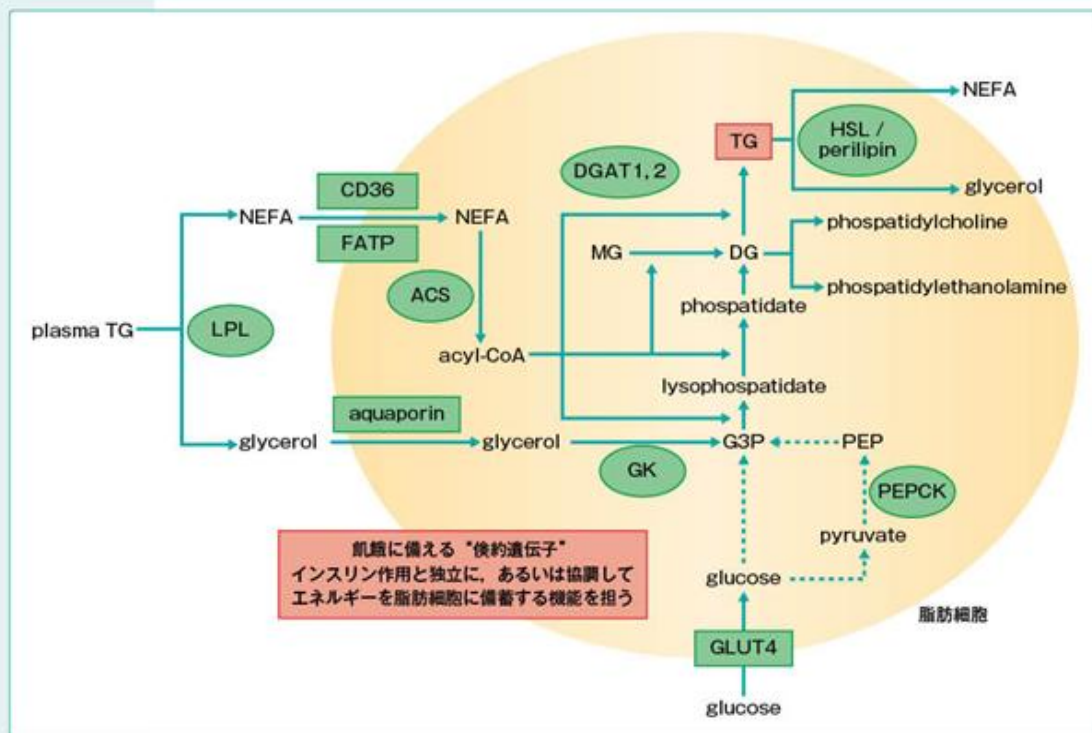 NEFA
HSL /
perilipin
TG
DGAT1, 2
glycerol
CD36
NEFA
NEFA
FATP
phospatidylcholine
MG
DG
ACS
phospatidylethanolamine
phospatidate
plasma TG
LPL
acyl-CoA
lysophospatidate
aquaporin
glycerol
glycerol
G3P
PEP
GK
PEPCK
pyruvate
飢餓に備える “倹約遺伝子”
インスリン作用と独立に，あるいは協調して
エネルギーを脂肪細胞に備蓄する機能を担う
glucose
脂肪細胞
GLUT4
glucose